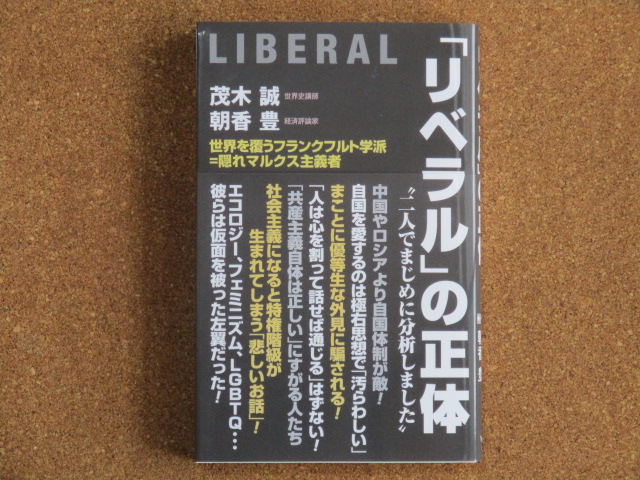 LIBERAL
「リベラル」の正体
茂木 誠 世界史講師
朝香 豊 経済評論家
世界を覆うフランクフルト学派
=隠れマルクス主義者
“二人でまじめに分析しました”
中国やロシアより自国体制が敵!
自国を愛するのは極右思想で「汚らわしい」
まことに優等生な外見に騙される!
「人は心を割って話せば通じる」はずない!
「共産主義自体は正しい」にすがる人たち
社会主義になると特権階級が
生まれてしまう「悲しいお話」!
エコロジー、フェミニズム、LGBTQ…
彼らは仮面を被った左翼だった!